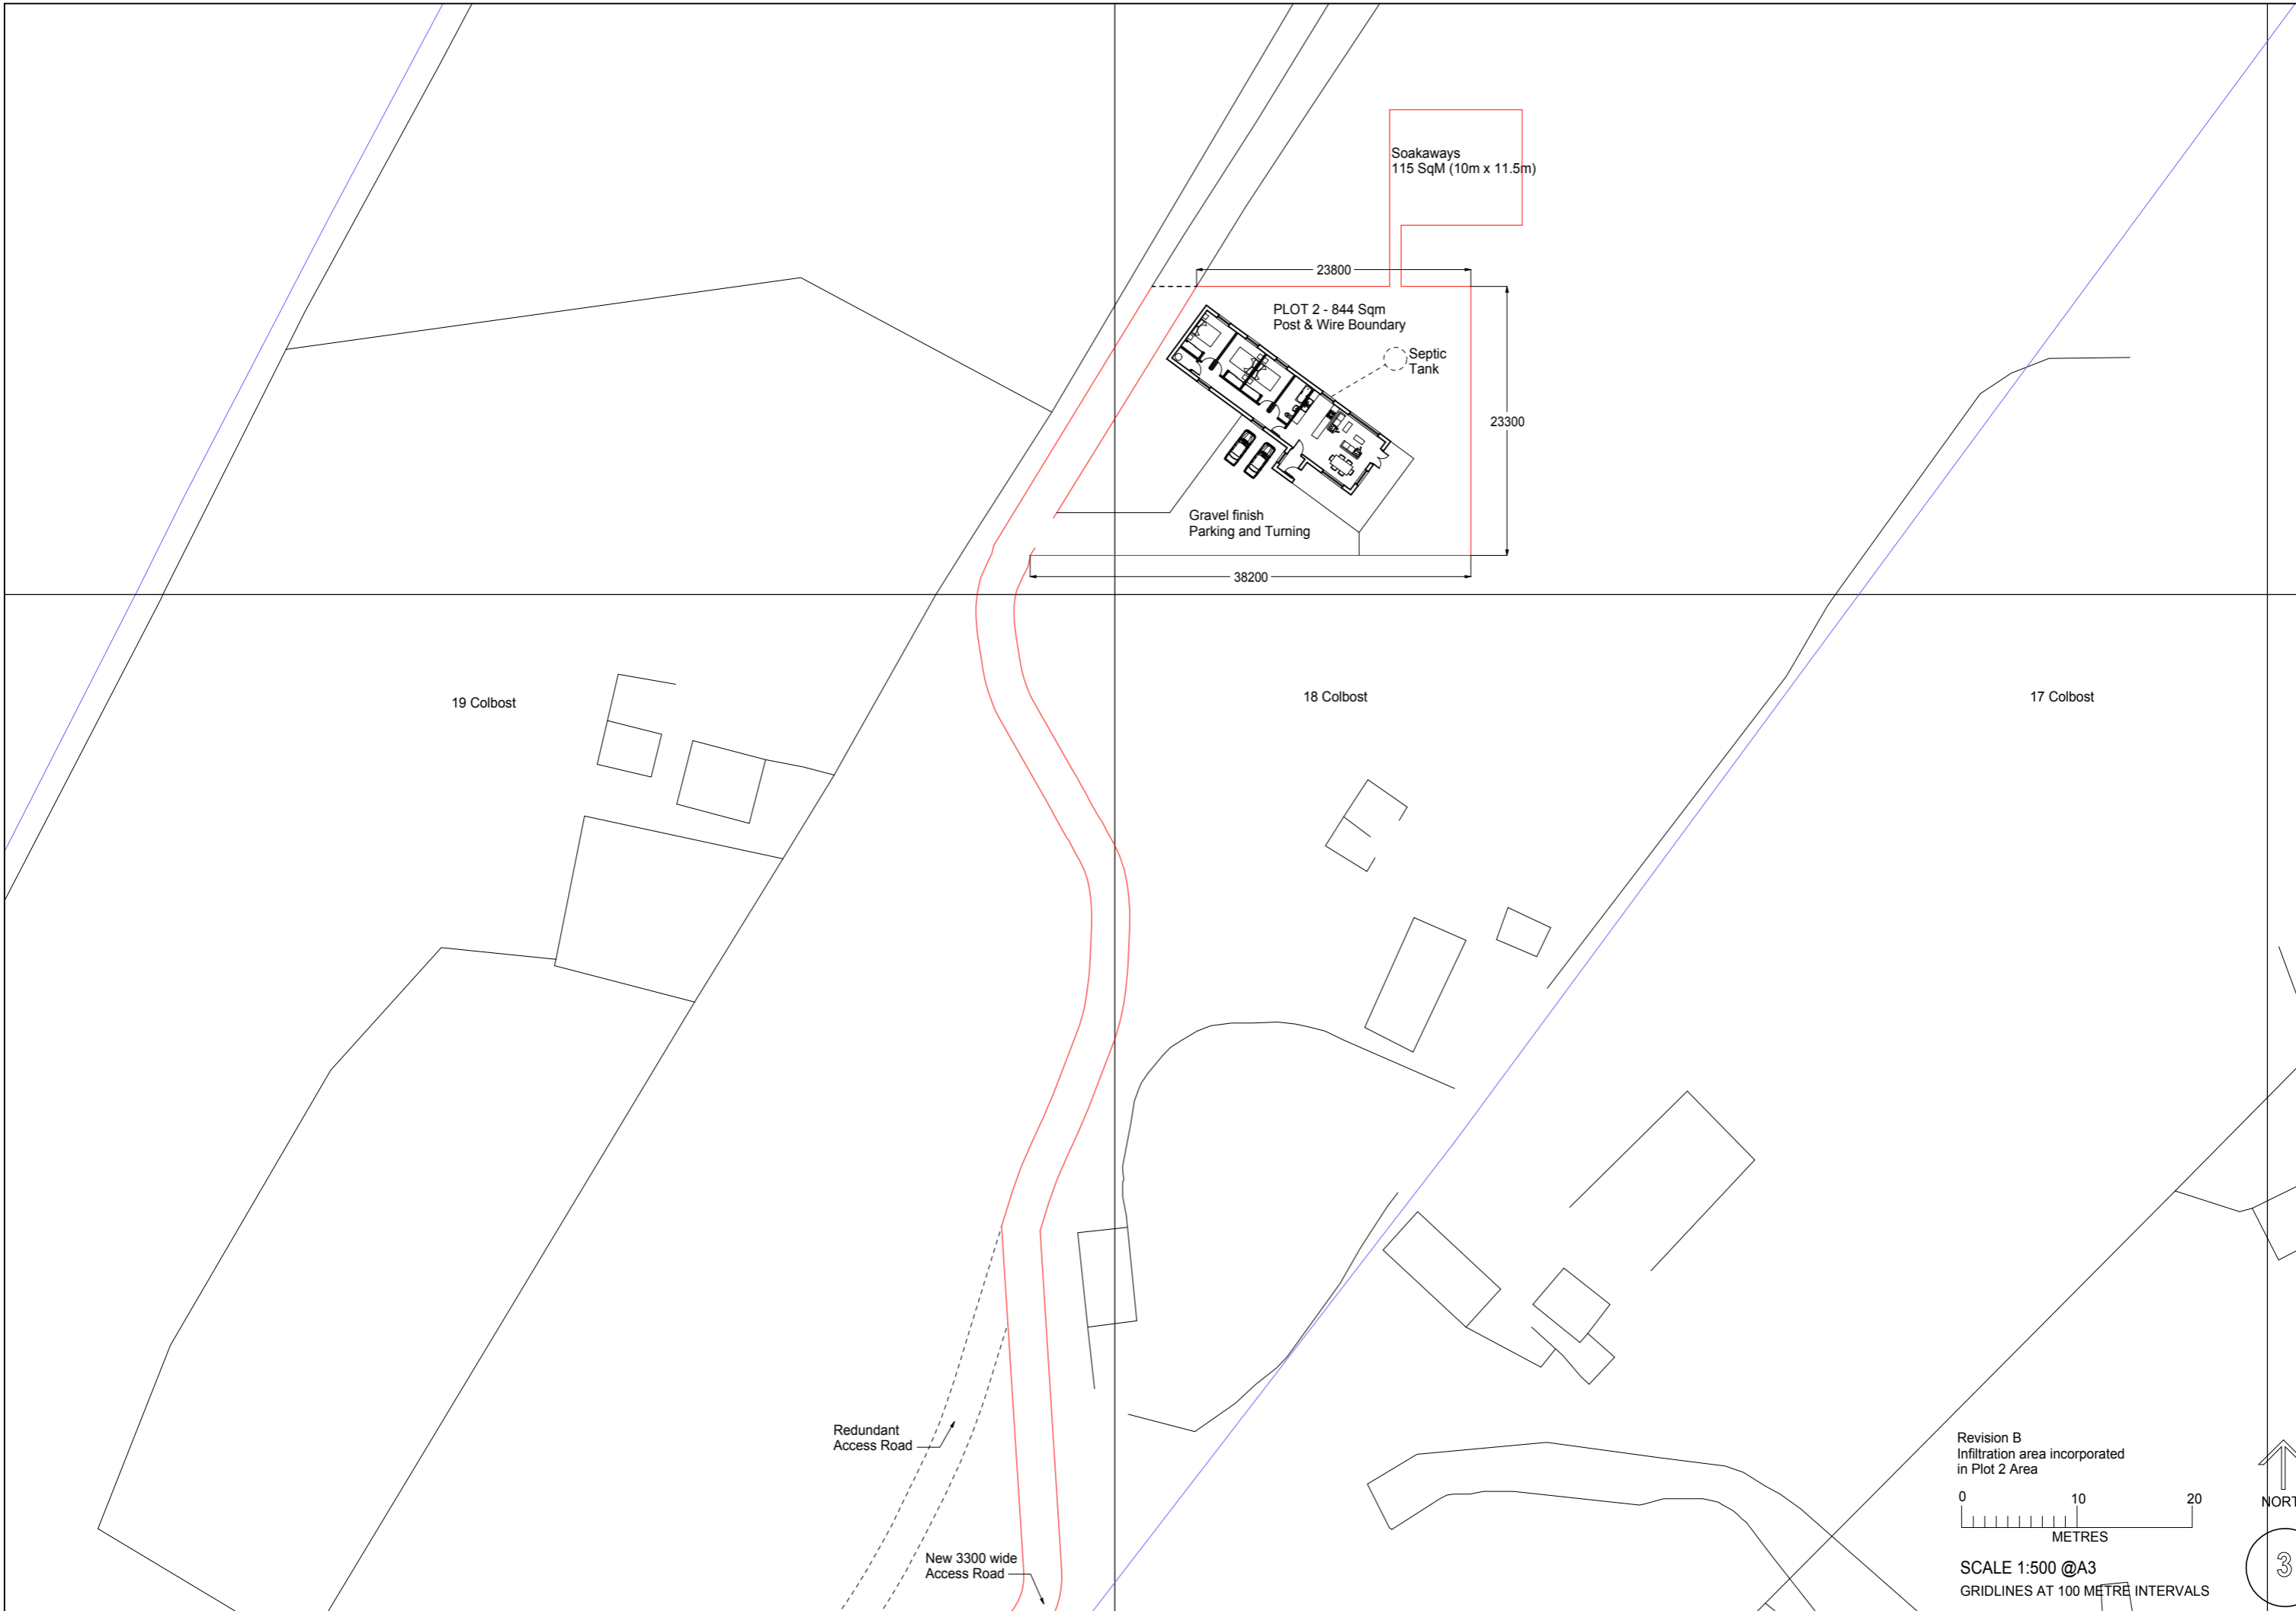 Soakaways
115 SqM (10m x 11.5m)
23800
PLOT 2 - 844 Sqm
Post & Wire Boundary
Septic
Tank
23300
Gravel finish
Parking and Turning
38200
19 Colbost
18 Colbost
17 Colbost
Redundant
Access Road
New 3300 wide
Access Road
Revision B
Infiltration area incorporated
in Plot 2 Area
0 10 20
METRES
NORT
SCALE 1:500 @A3
GRIDLINES AT 100 METRE INTERVALS
3